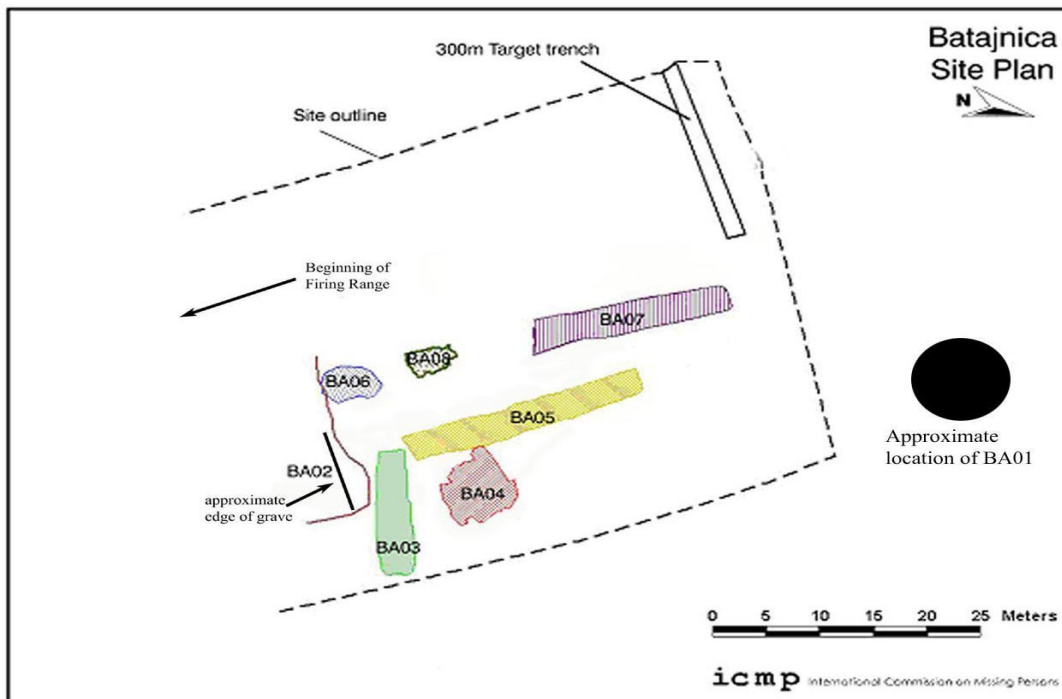 Batajnica
Site Plan
N
300m Target trench
Site outline
Beginning of
Firing Range
BA07
BA08
BA06
BA05
BA02
approximate
edge of grave
BA04
BA03
Approximate
location of BA01
0 5 10 15 20 25 Meters
icmp International Commission on Missing Persons